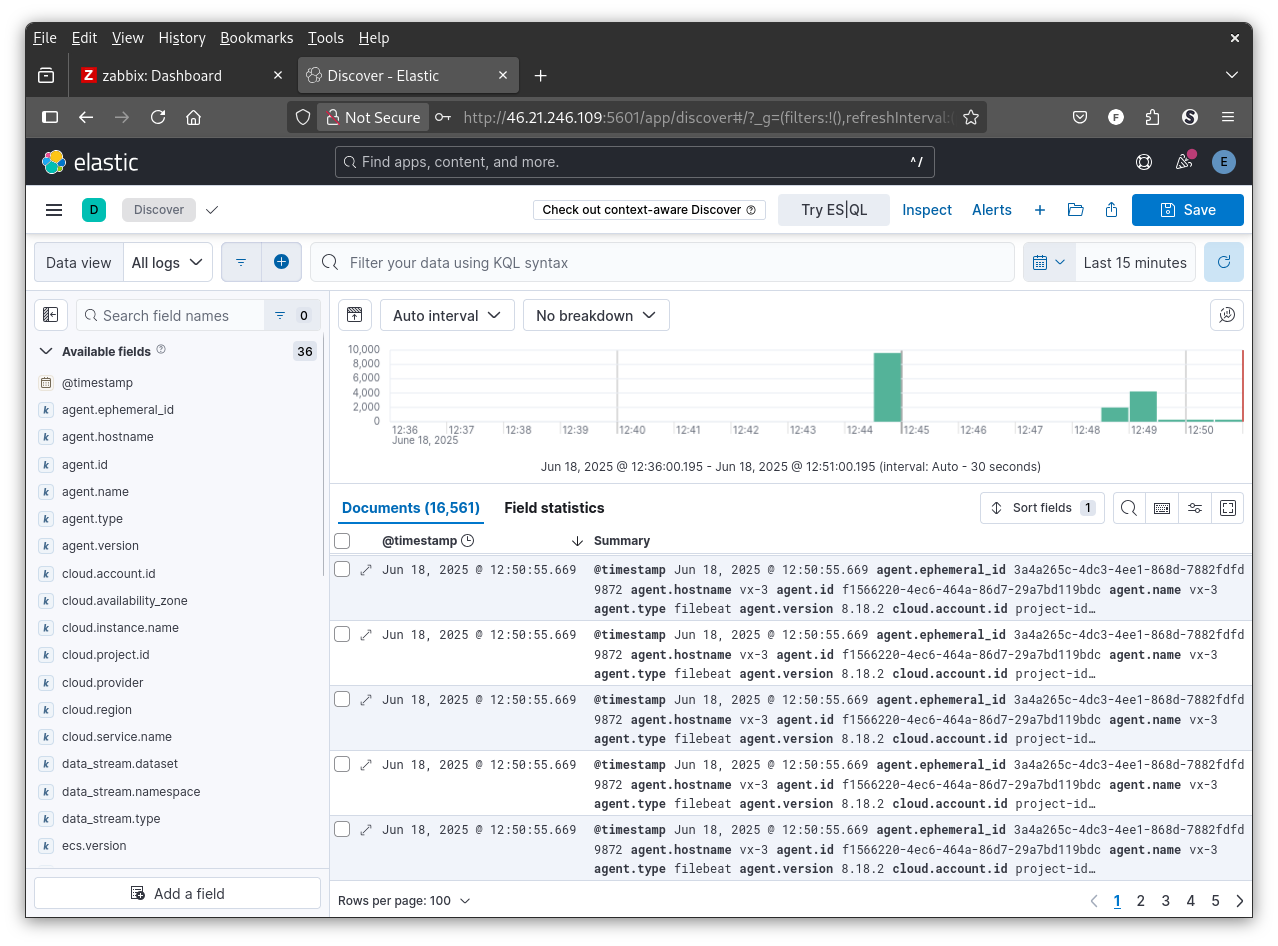 File Edit View History Bookmarks Tools Help
zabbix: Dashboard
Discover - Elastic
Not Secure
http://46.21.246.109:5601/app/discover#/?_g=(filters:!(),refreshInterval:
elastic
Find apps, content, and more.
^/
E
D
Discover
Check out context-aware Discover
Try ES|QL
Inspect
Alerts
Save
Data view
All logs
Filter your data using KQL syntax
Last 15 minutes
Search field names
0
Auto interval
No breakdown
Available fields
36
@timestamp
agent.ephemeral_id
agent.hostname
agent.id
agent.name
agent.type
agent.version
cloud.account.id
cloud.availability_zone
cloud.instance.name
cloud.project.id
cloud.provider
cloud.region
cloud.service.name
data_stream.dataset
data_stream.namespace
data_stream.type
ecs.version
Add a field
10,000
8,000
6,000
4,000
2,000
0
12:36 12:37 12:38 12:39 12:40 12:41 12:42 12:43 12:44 12:45 12:46 12:47 12:48 12:49 12:50
June 18, 2025
Jun 18, 2025 @ 12:36:00.195 - Jun 18, 2025 @ 12:51:00.195 (interval: Auto - 30 seconds)
Documents (16,561)
Field statistics
Sort fields 1
@timestamp
Summary
Jun 18, 2025 @ 12:50:55.669 @timestamp Jun 18, 2025 @ 12:50:55.669 agent.ephemeral_id 3a4a265c-4dc3-4ee1-868d-7882fdfd
9872 agent.hostname vx-3 agent.id f1566220-4ec6-464a-86d7-29a7bd119bdc agent.name vx-3
agent.type filebeat agent.version 8.18.2 cloud.account.id project-id…
Jun 18, 2025 @ 12:50:55.669 @timestamp Jun 18, 2025 @ 12:50:55.669 agent.ephemeral_id 3a4a265c-4dc3-4ee1-868d-7882fdfd
9872 agent.hostname vx-3 agent.id f1566220-4ec6-464a-86d7-29a7bd119bdc agent.name vx-3
agent.type filebeat agent.version 8.18.2 cloud.account.id project-id…
Jun 18, 2025 @ 12:50:55.669 @timestamp Jun 18, 2025 @ 12:50:55.669 agent.ephemeral_id 3a4a265c-4dc3-4ee1-868d-7882fdfd
9872 agent.hostname vx-3 agent.id f1566220-4ec6-464a-86d7-29a7bd119bdc agent.name vx-3
agent.type filebeat agent.version 8.18.2 cloud.account.id project-id…
Jun 18, 2025 @ 12:50:55.669 @timestamp Jun 18, 2025 @ 12:50:55.669 agent.ephemeral_id 3a4a265c-4dc3-4ee1-868d-7882fdfd
9872 agent.hostname vx-3 agent.id f1566220-4ec6-464a-86d7-29a7bd119bdc agent.name vx-3
agent.type filebeat agent.version 8.18.2 cloud.account.id project-id…
Jun 18, 2025 @ 12:50:55.669 @timestamp Jun 18, 2025 @ 12:50:55.669 agent.ephemeral_id 3a4a265c-4dc3-4ee1-868d-7882fdfd
9872 agent.hostname vx-3 agent.id f1566220-4ec6-464a-86d7-29a7bd119bdc agent.name vx-3
agent.type filebeat agent.version 8.18.2 cloud.account.id project-id…
Rows per page: 100
1 2 3 4 5